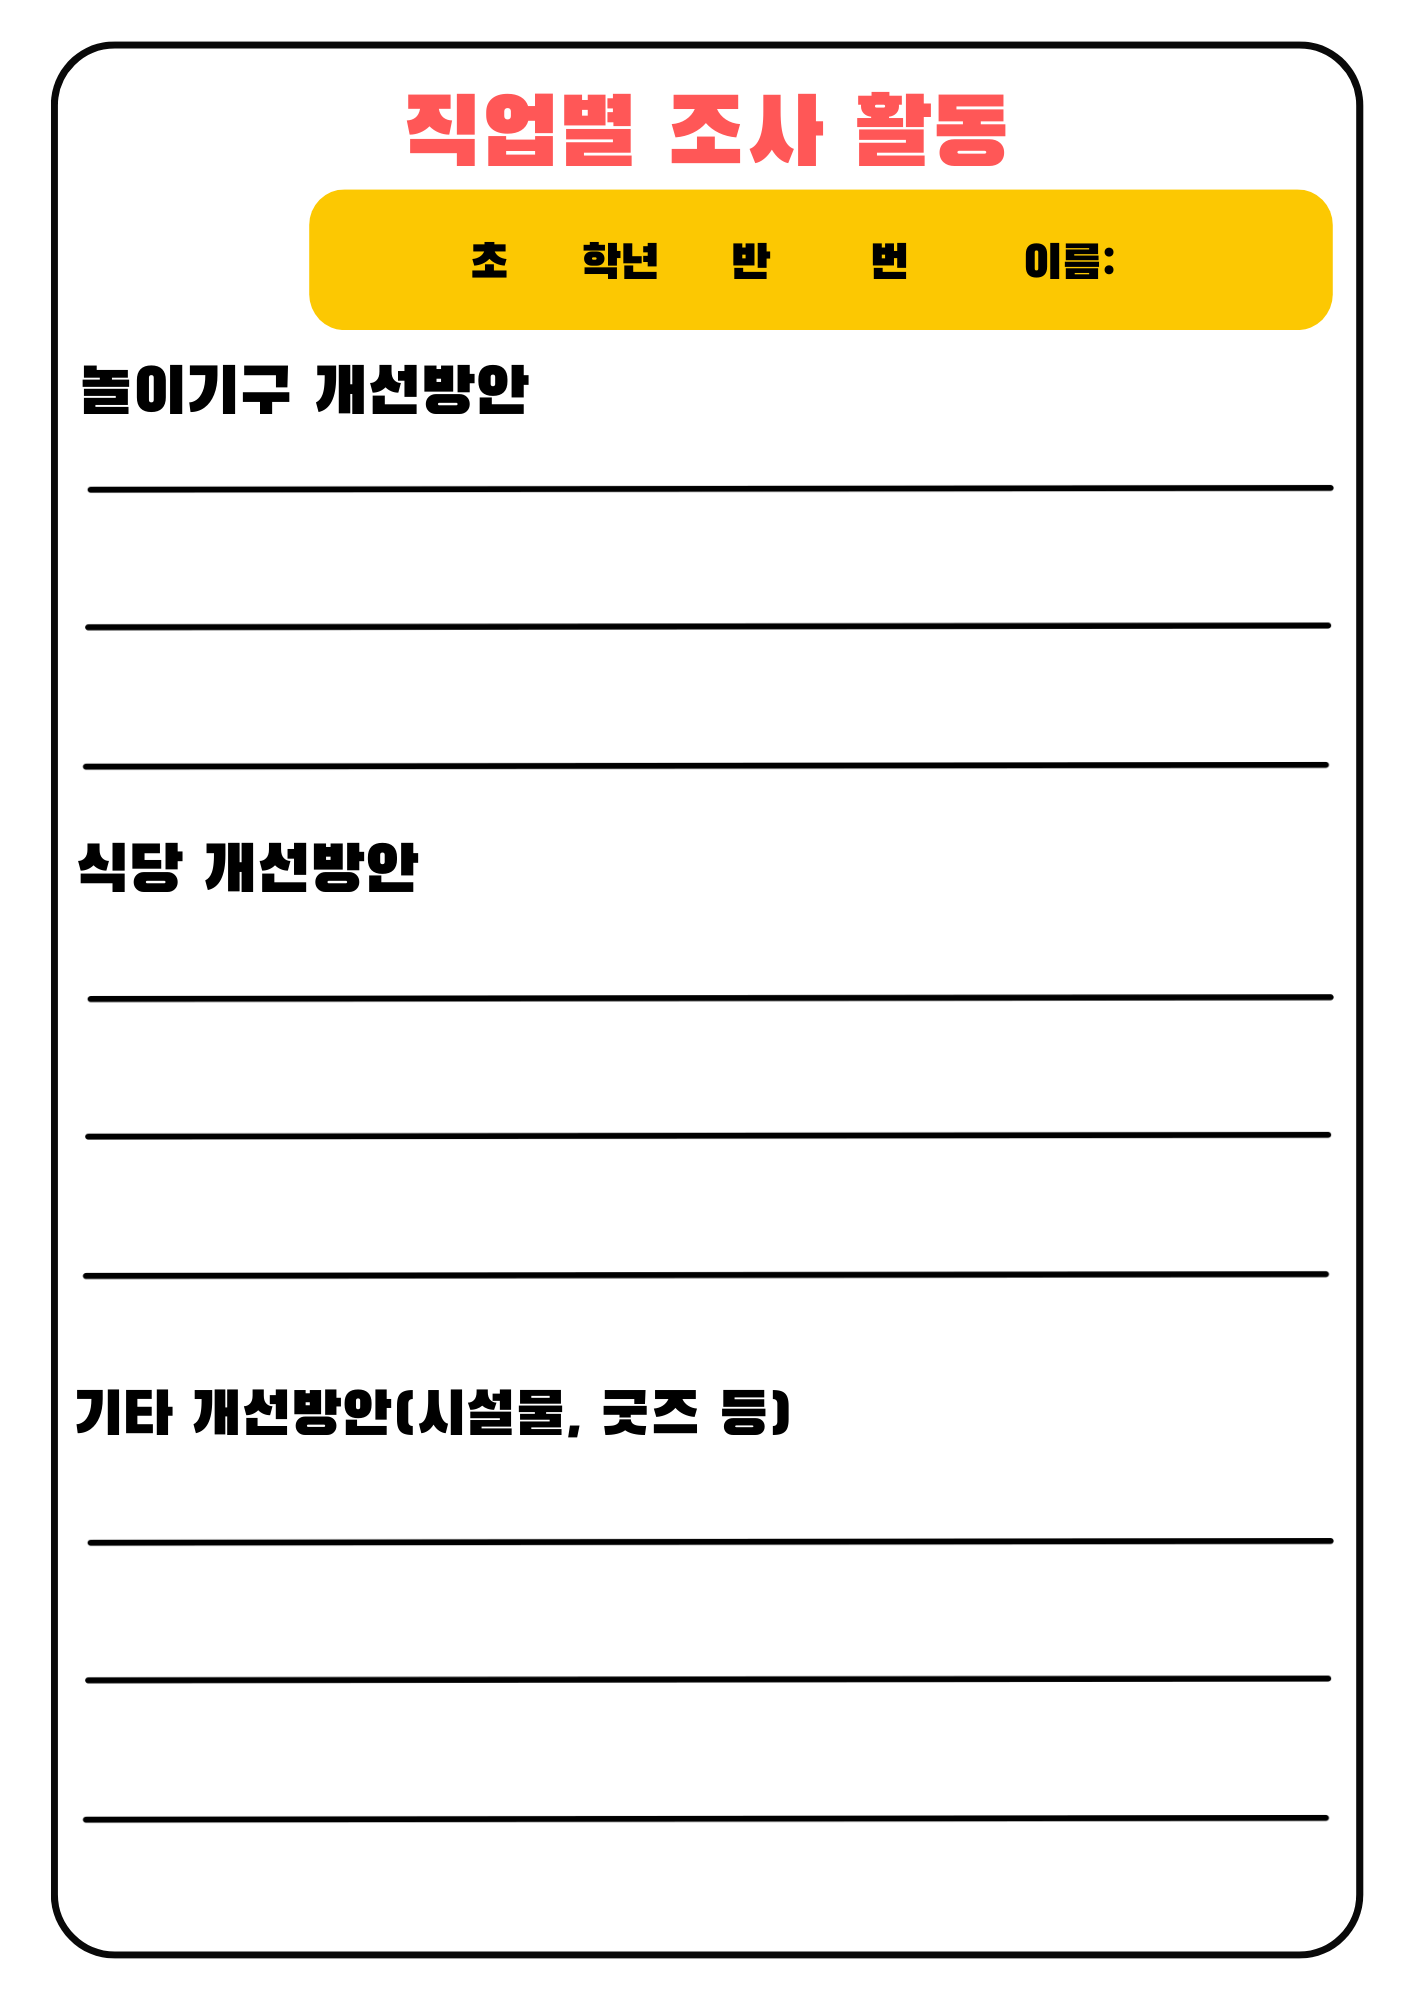 직업별 조사 활동
초 학년 반 번 이름:
놀이기구 개선방안
식당 개선방안
기타 개선방안(시설물, 굿즈 등)